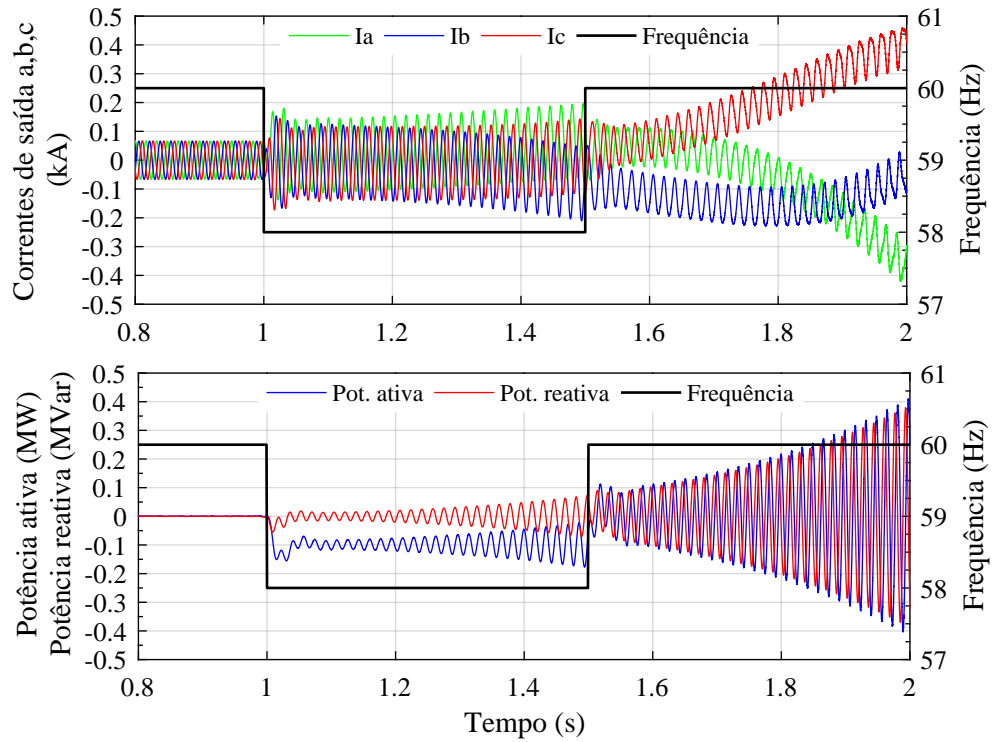 Correntes de saída a,b,c
(kA)
0.5
0.4
0.3
0.2
0.1
0
-0.1
-0.2
-0.3
-0.4
-0.5
Ia Ib Ic Frequência
61
60
59
58
57
Frequência (Hz)
0.8 1 1.2 1.4 1.6 1.8 2
Potência ativa (MW)
Potência reativa (MVar)
0.5
0.4
0.3
0.2
0.1
0
-0.1
-0.2
-0.3
-0.4
-0.5
Pot. ativa Pot. reativa Frequência
61
60
59
58
57
Frequência (Hz)
0.8 1 1.2 1.4 1.6 1.8 2
Tempo (s)